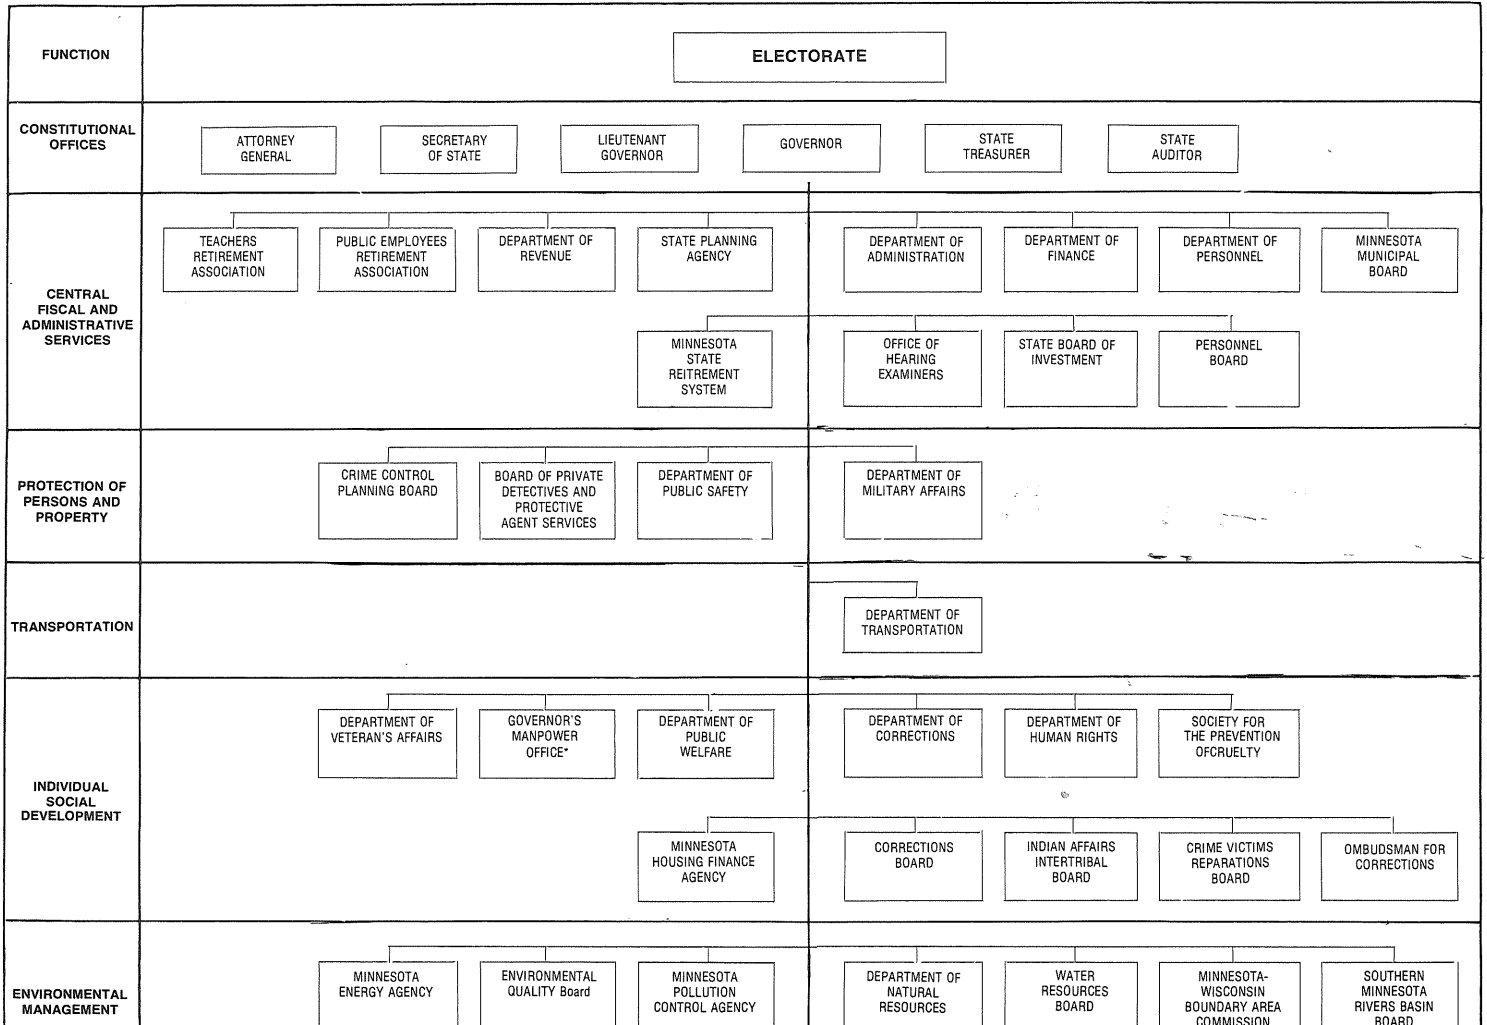 FUNCTION
ELECTORATE
CONSTITUTIONAL
OFFICES
ATTORNEY
GENERAL
SECRETARY
OF STATE
LIEUTENANT
GOVERNOR
GOVERNOR
STATE
TREASURER
STATE
AUDITOR
CENTRAL
FISCAL AND
ADMINISTRATIVE
SERVICES
TEACHERS
RETIREMENT
ASSOCIATION
PUBLIC EMPLOYEES
RETIREMENT
ASSOCIATION
DEPARTMENT OF
REVENUE
STATE PLANNING
AGENCY
DEPARTMENT OF
ADMINISTRATION
DEPARTMENT OF
FINANCE
DEPARTMENT OF
PERSONNEL
MINNESOTA
MUNICIPAL
BOARD
MINNESOTA
STATE
REITREMENT
SYSTEM
OFFICE OF
HEARING
EXAMINERS
STATE BOARD OF
INVESTMENT
PERSONNEL
BOARD
PROTECTION OF
PERSONS AND
PROPERTY
CRIME CONTROL
PLANNING BOARD
BOARD OF PRIVATE
DETECTIVES AND
PROTECTIVE
AGENT SERVICES
DEPARTMENT OF
PUBLIC SAFETY
DEPARTMENT OF
MILITARY AFFAIRS
TRANSPORTATION
DEPARTMENT OF
TRANSPORTATION
INDIVIDUAL
SOCIAL
DEVELOPMENT
DEPARTMENT OF
VETERAN'S AFFAIRS
GOVERNOR'S
MANPOWER
OFFICE*
DEPARTMENT OF
PUBLIC
WELFARE
DEPARTMENT OF
CORRECTIONS
DEPARTMENT OF
HUMAN RIGHTS
SOCIETY FOR
THE PREVENTION
OFCRUELTY
MINNESOTA
HOUSING FINANCE
AGENCY
CORRECTIONS
BOARD
INDIAN AFFAIRS
INTERTRIBAL
BOARD
CRIME VICTIMS
REPARATIONS
BOARD
OMBUDSMAN FOR
CORRECTIONS
ENVIRONMENTAL
MANAGEMENT
MINNESOTA
ENERGY AGENCY
ENVIRONMENTAL
QUALITY Board
MINNESOTA
POLLUTION
CONTROL AGENCY
DEPARTMENT OF
NATURAL
RESOURCES
WATER
RESOURCES
BOARD
MINNESOTA-
WISCONSIN
BOUNDARY AREA
COMMISSION
SOUTHERN
MINNESOTA
RIVERS BASIN
BOARD